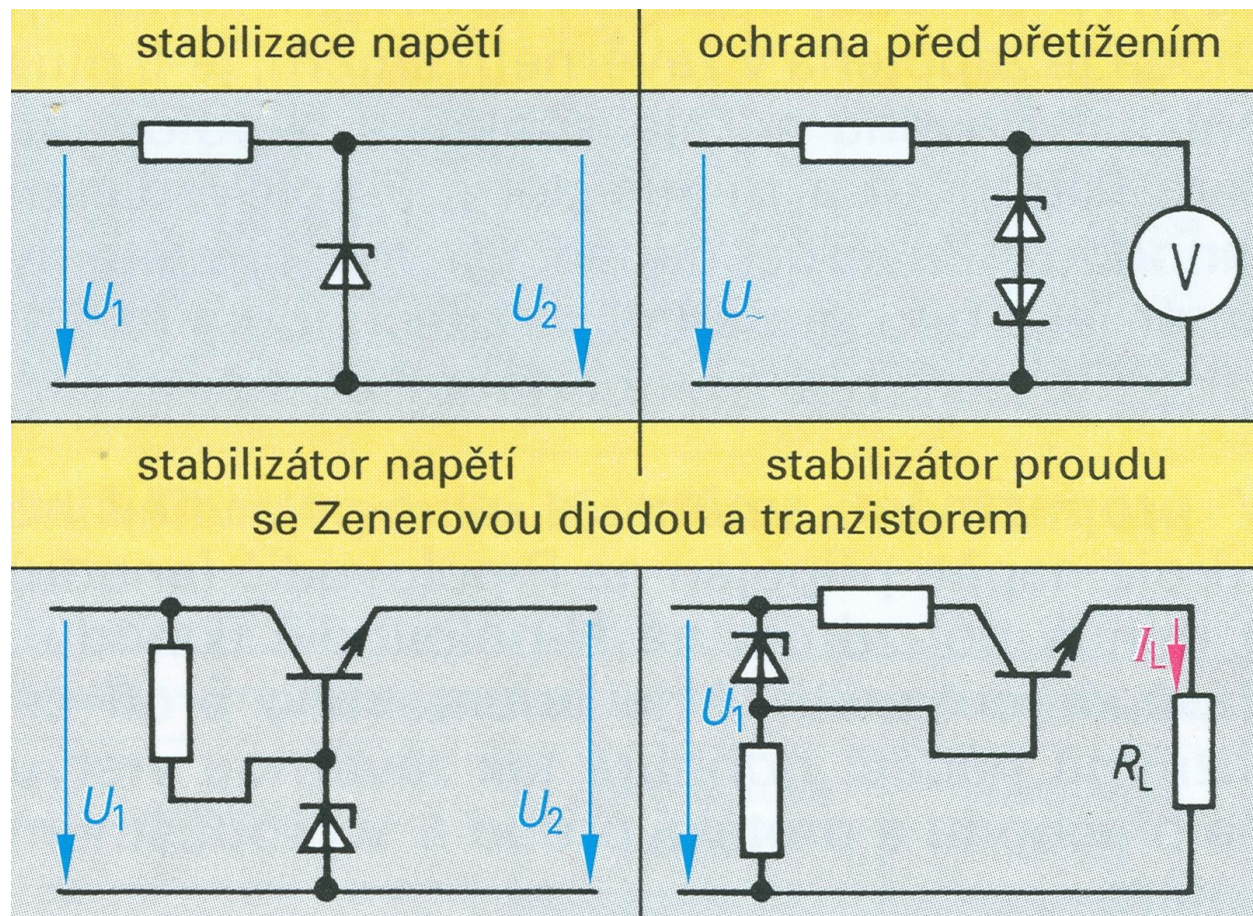 stabilizace napětí
ochrana před přetížením
U1
U2
U~
V
stabilizátor napětí
stabilizátor proudu
se Zenerovou diodou a tranzistorem
U1
U2
U1
IL
RL